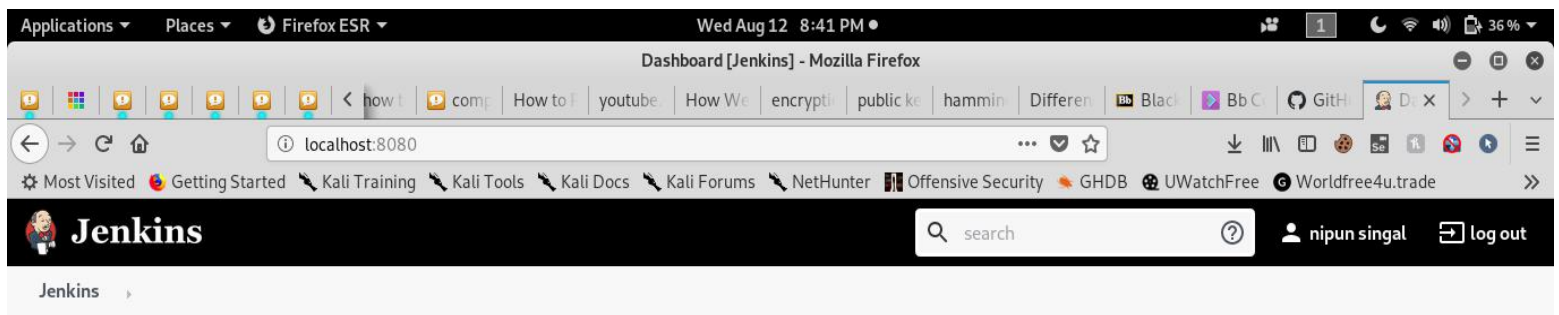 Applications Places Firefox ESR Wed Aug 12 8:41 PM 1 36 %
Dashboard [Jenkins] - Mozilla Firefox
how t comp How to youtube. How We encrypti public ke hammin Differen Bb Black Bb C GitH D
localhost:8080
Most Visited Getting Started Kali Training Kali Tools Kali Docs Kali Forums NetHunter Offensive Security GHDB UWatchFree Worldfree4u.trade
Jenkins search nipun singal log out
Jenkins